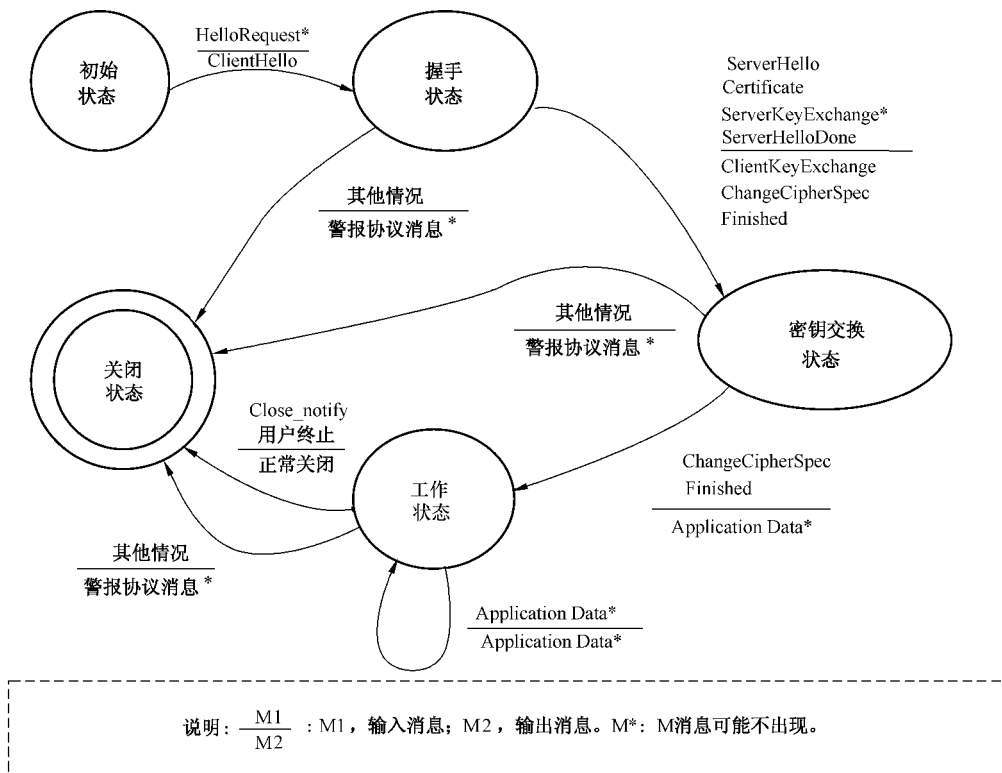 初始
状态
HelloRequest*
ClientHello
握手
状态
ServerHello
Certificate
ServerKeyExchange*
ServerHelloDone
ClientKeyExchange
ChangeCipherSpec
Finished
其他情况
警报协议消息*
其他情况
警报协议消息*
密钥交换
状态
关闭
状态
Close_notify
用户终止
正常关闭
工作
状态
ChangeCipherSpec
Finished
Application Data*
其他情况
警报协议消息*
Application Data*
Application Data*
说明: M1
M2
: M1, 输入消息; M2, 输出消息。M*: M消息可能不出现。